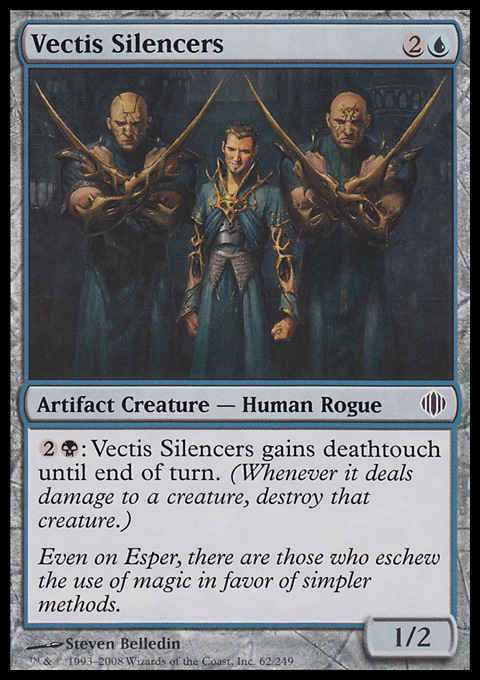 Vectis Silencers 2
Artifact Creature — Human Rogue
2 : Vectis Silencers gains deathtouch
until end of turn. (Whenever it deals
damage to a creature, destroy that
creature.)
Even on Esper, there are those who eschew
the use of magic in favor of simpler
methods.
Steven Belledin
1/2
™ & © 1993–2008 Wizards of the Coast, Inc. 62/249